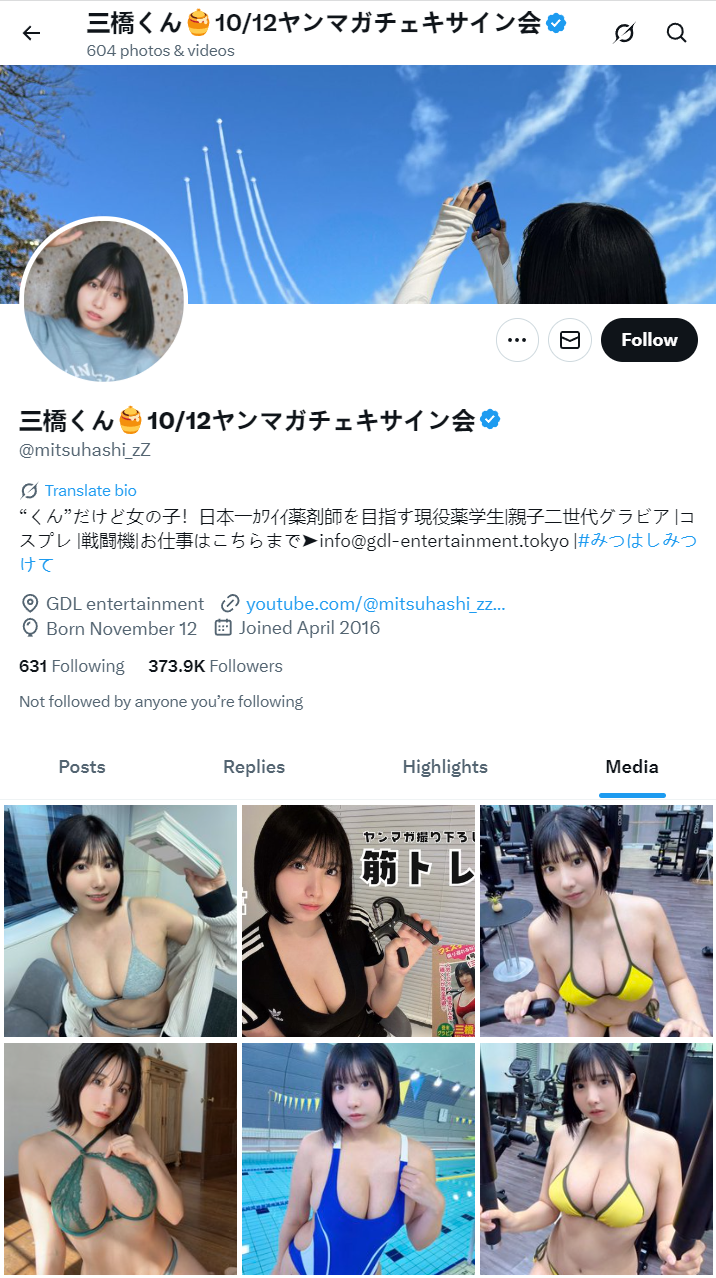 三橋くん🍯10/12ヤンマガチェキサイン会
604 photos & videos
Follow
三橋くん🍯10/12ヤンマガチェキサイン会
@mitsuhashi_zZ
Translate bio
“くん”だけど女の子！日本一ｶﾜｲｲ薬剤師を目指す現役薬学生|親子二世代グラビア |コ
スプレ |戦闘機|お仕事はこちらまで➤info@gdl-entertainment.tokyo |#みつはしみつ
けて
GDL entertainment youtube.com/@mitsuhashi_zz...
Born November 12 Joined April 2016
631 Following 373.9K Followers
Not followed by anyone you’re following
Posts Replies Highlights Media
ヤンマガ撮り下ろし
筋トレ
三橋